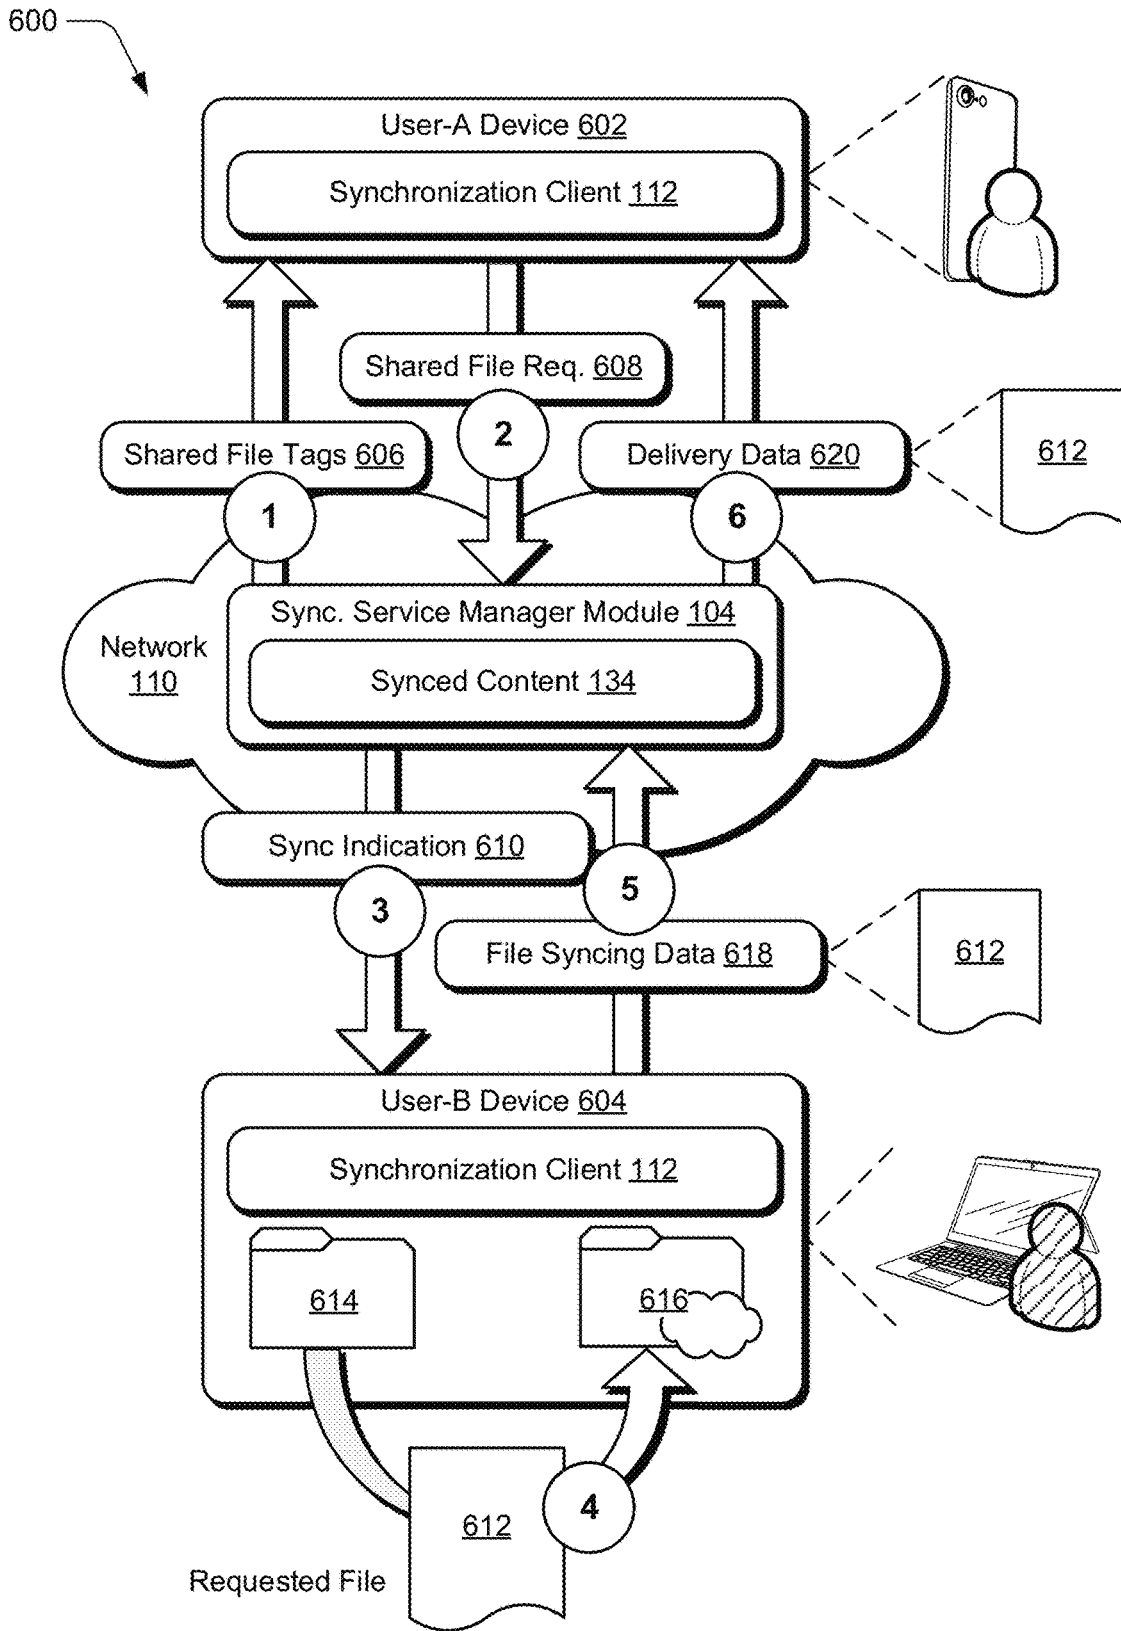 600
User-A Device 602
Synchronization Client 112
Shared File Req. 608
2
Shared File Tags 606
Delivery Data 620
612
1
6
Sync. Service Manager Module 104
Network
110
Synced Content 134
Sync Indication 610
5
3
File Syncing Data 618
612
User-B Device 604
Synchronization Client 112
614
616
4
612
Requested File